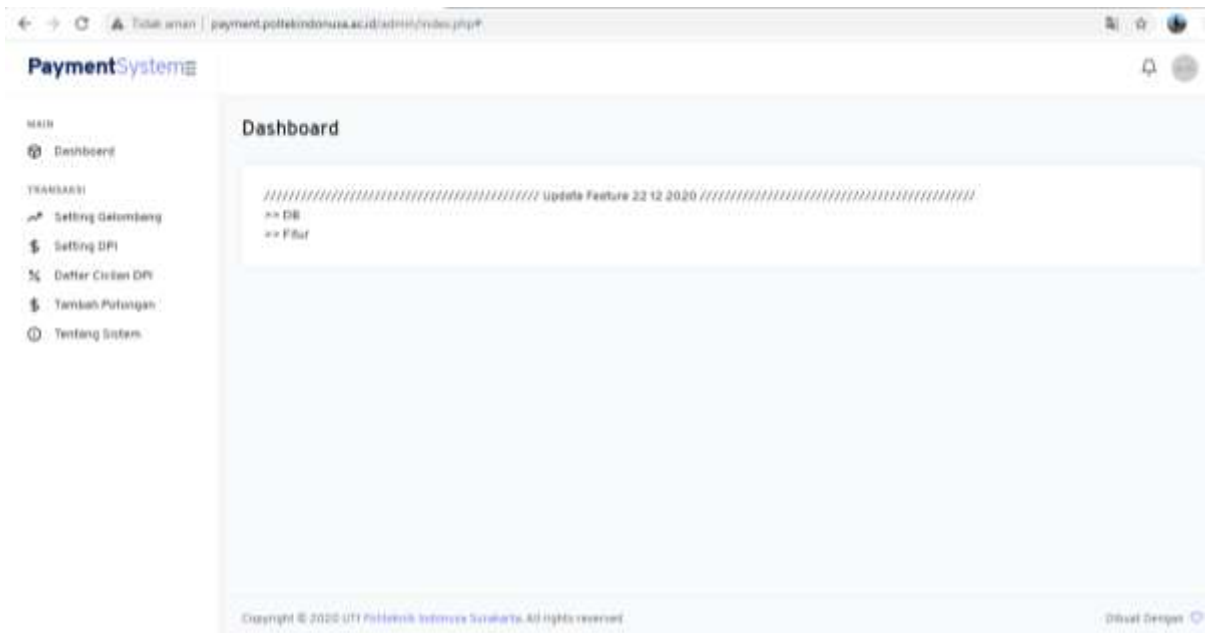 Tidak aman | payment.poltekindonusa.ac.id/admin/index.php#
PaymentSystem
MAIN
Dashboard
TRANSAKSI
Setting Gelombang
Setting DPI
Daftar Cicilan DPI
Tambah Potongan
Tentang Sistem
Dashboard
//////////////////////////////////////////// Update Feature 22 12 2020 ////////////////////////////////////////////
>> DB
>> Fitur
Copyright © 2020 UTI Politeknik Indonusa Surakarta. All rights reserved
Dibuat Dengan